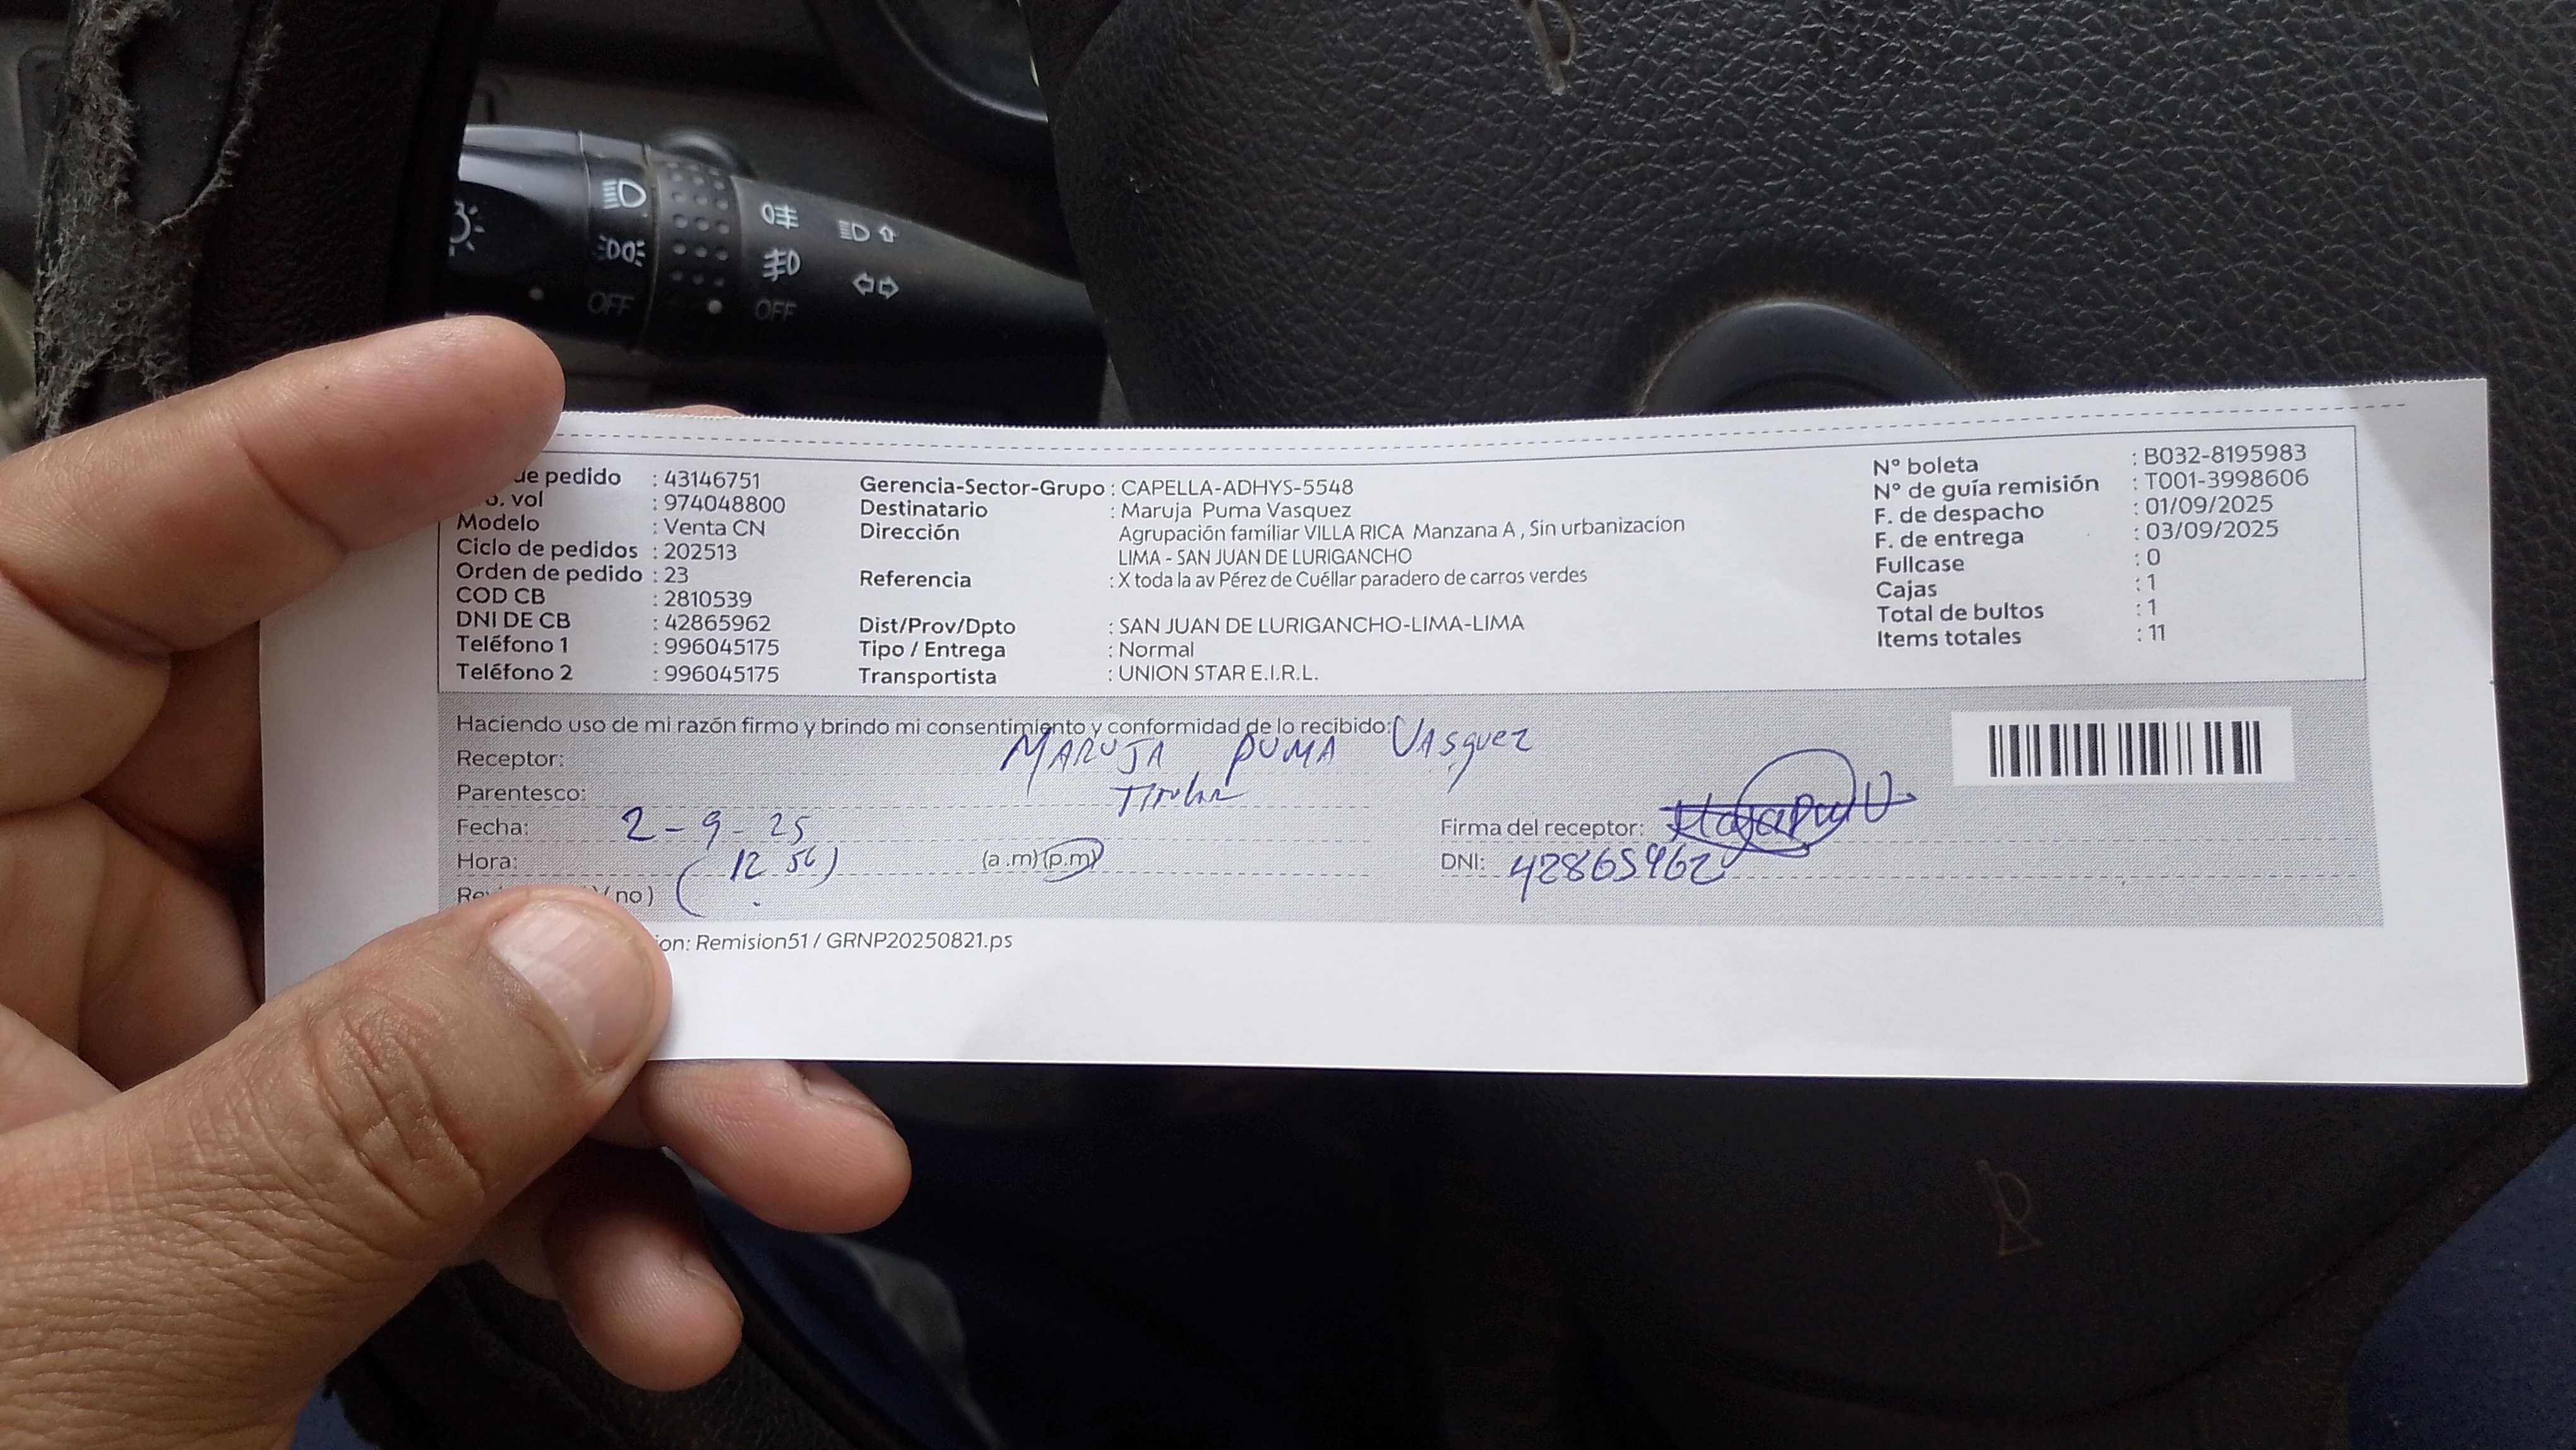 OFF
OFF
de pedido : 43146751
o. vol : 974048800
Modelo : Venta CN
Ciclo de pedidos : 202513
Orden de pedido : 23
COD CB : 2810539
DNI DE CB : 42865962
Teléfono 1 : 996045175
Teléfono 2 : 996045175
Gerencia-Sector-Grupo : CAPELLA-ADHYS-5548
Destinatario : Maruja Puma Vasquez
Dirección Agrupación familiar VILLA RICA Manzana A , Sin urbanizacion
LIMA - SAN JUAN DE LURIGANCHO
Referencia : X toda la av Pérez de Cuéllar paradero de carros verdes
Dist/Prov/Dpto : SAN JUAN DE LURIGANCHO-LIMA-LIMA
Tipo / Entrega : Normal
Transportista : UNION STAR E.I.R.L.
N° boleta : B032-8195983
N° de guía remisión : T001-3998606
F. de despacho : 01/09/2025
F. de entrega : 03/09/2025
Fullcase : 0
Cajas : 1
Total de bultos : 1
Items totales : 11
Haciendo uso de mi razón firmo y brindo mi consentimiento y conformidad de lo recibido:
Receptor: MARUJA PUMA VAsquez
Parentesco: Titular
Fecha: 2-9-25
Hora: (12 56) (a .m) (p.m)
Re (no)
Firma del receptor:
DNI: 42865962
on: Remision51 / GRNP20250821.ps